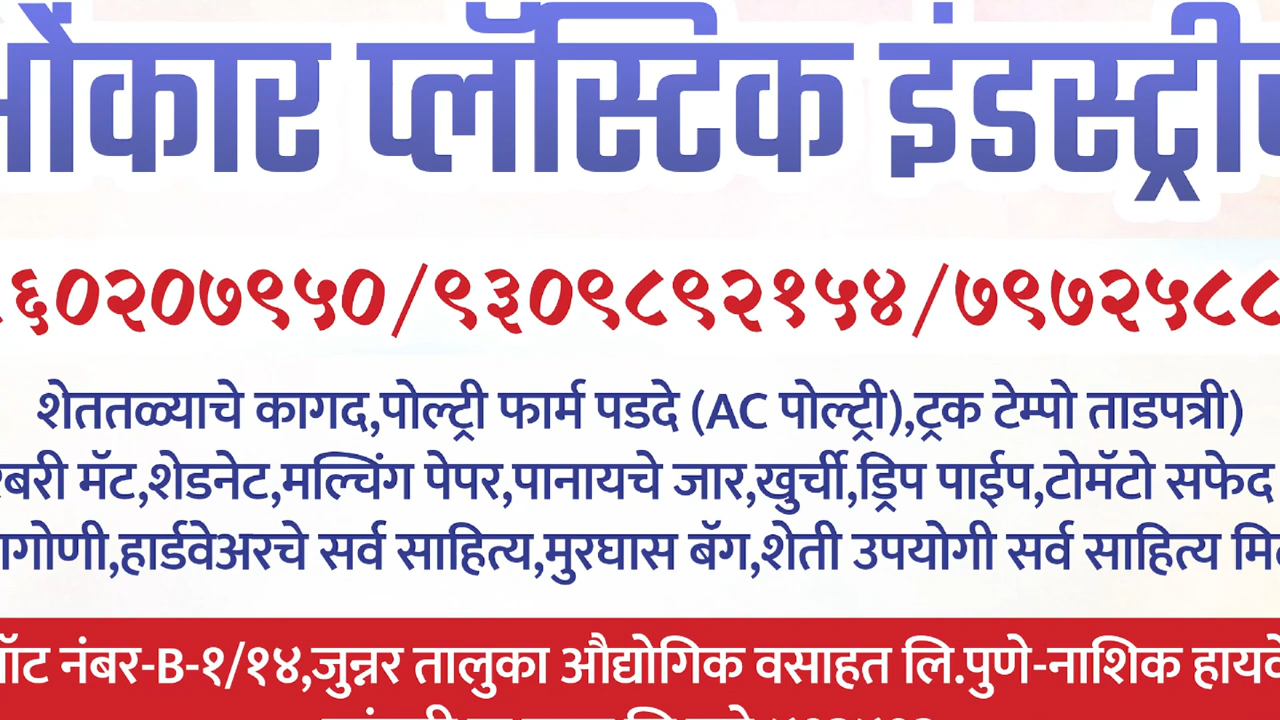 ओंकार प्लॅस्टिक इंडस्ट्रीज
६०२०७९५०/९३०९८९२१५४/७९७२५८८
शेततळ्याचे कागद,पोल्ट्री फार्म पडदे (AC पोल्ट्री),ट्रक टेम्पो ताडपत्री)
रबरी मॅट,शेडनेट,मल्चिंग पेपर,पानायचे जार,खुर्ची,ड्रिप पाईप,टोमॅटो सफेद
गोणी,हार्डवेअरचे सर्व साहित्य,मुरघास बॅग,शेती उपयोगी सर्व साहित्य
प्लॉट नंबर-B-१/१४,जुन्नर तालुका औद्योगिक वसाहत लि.पुणे-नाशिक हायवे